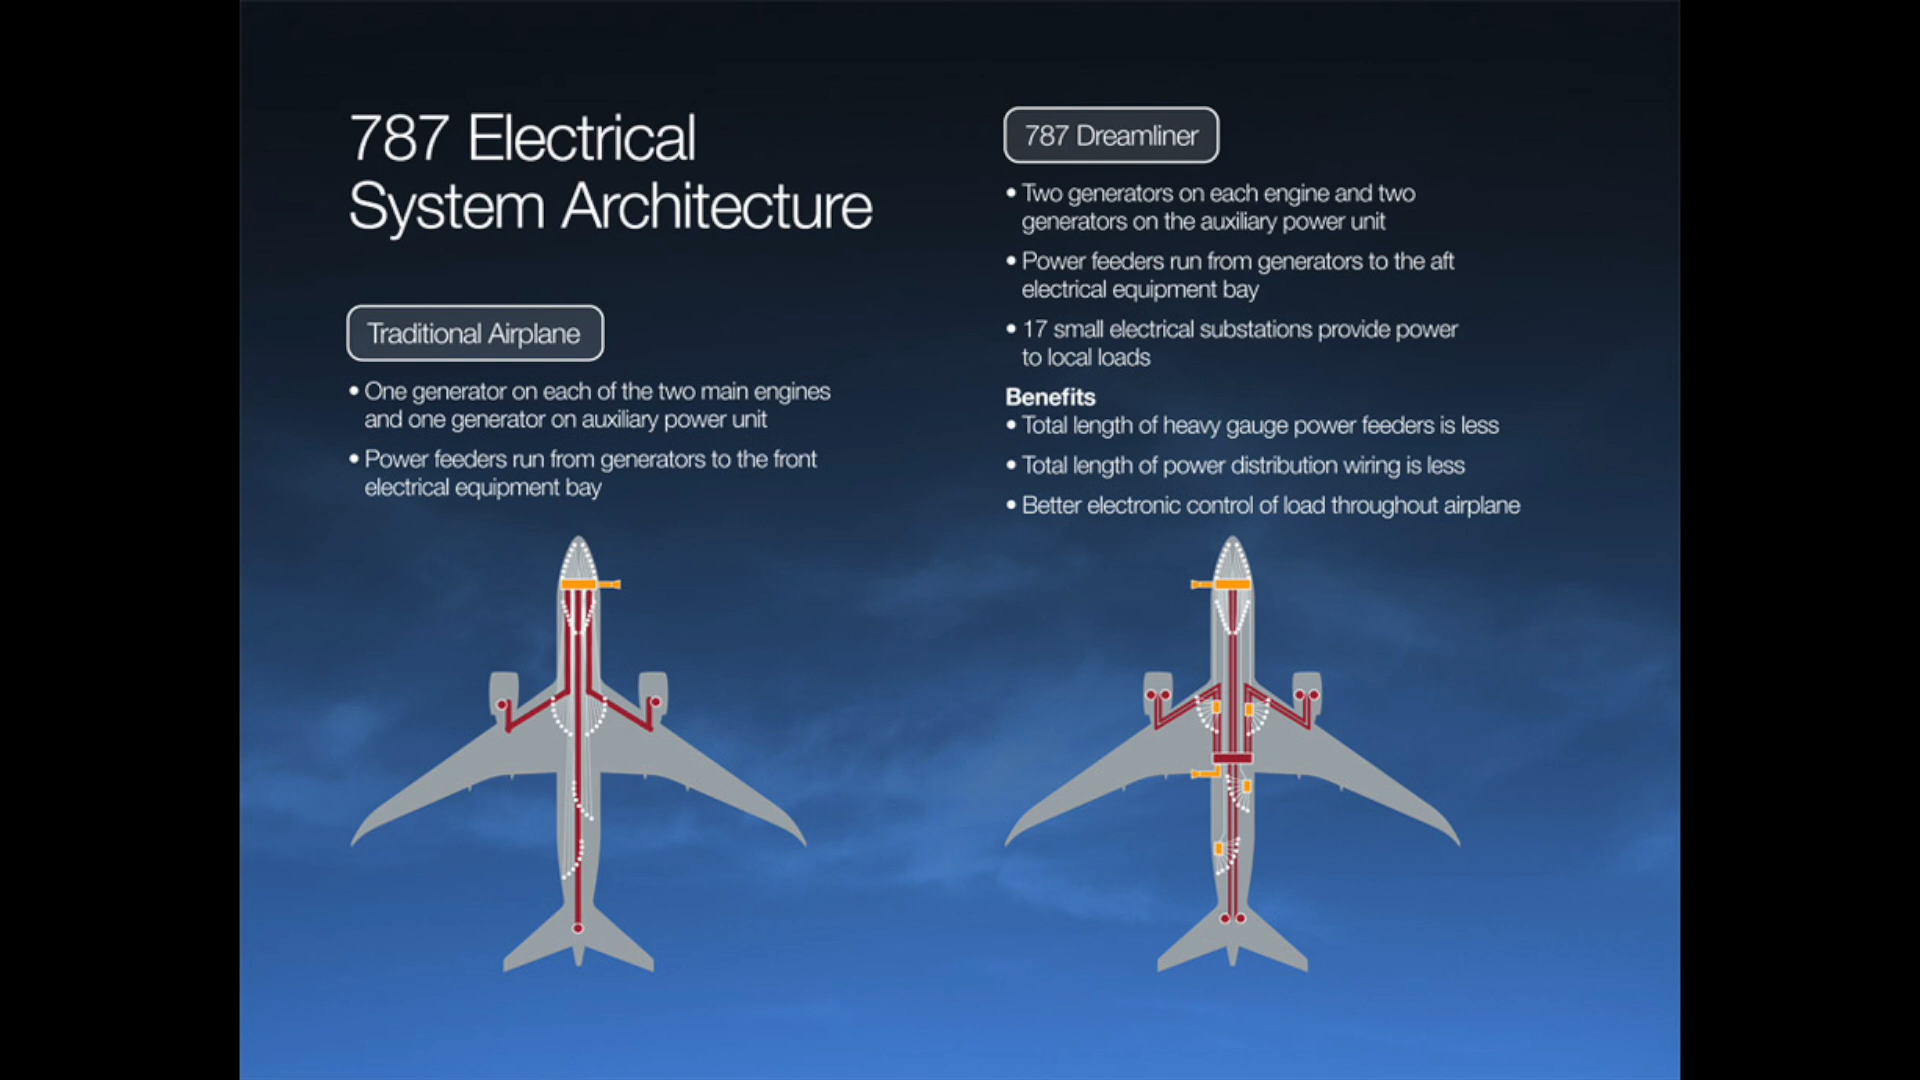 787 Electrical
System Architecture
Traditional Airplane
• One generator on each of the two main engines
and one generator on auxiliary power unit
• Power feeders run from generators to the front
electrical equipment bay
787 Dreamliner
• Two generators on each engine and two
generators on the auxiliary power unit
• Power feeders run from generators to the aft
electrical equipment bay
• 17 small electrical substations provide power
to local loads
Benefits
• Total length of heavy gauge power feeders is less
• Total length of power distribution wiring is less
• Better electronic control of load throughout airplane